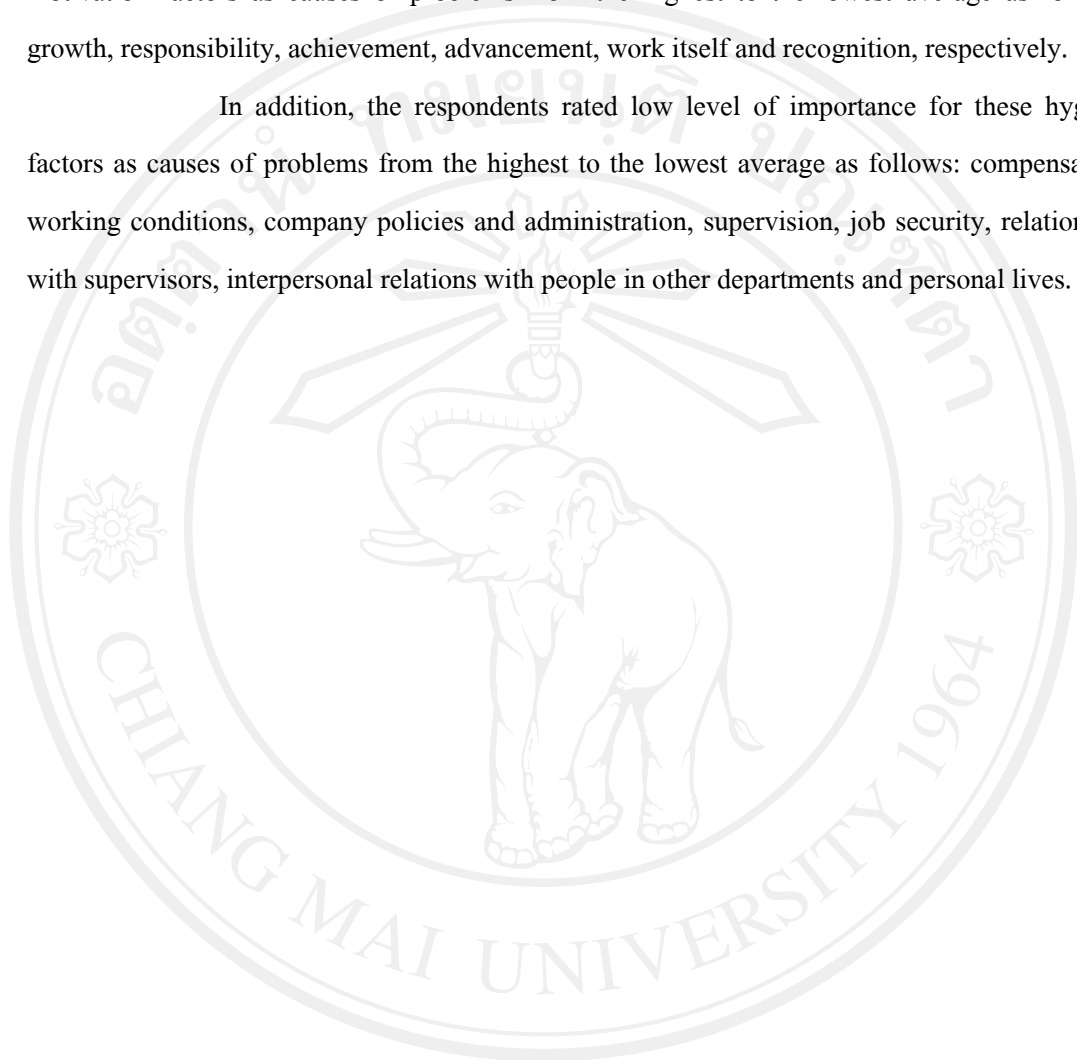 growth, responsibility, achievement, advancement, work itself and recognition, respectively.
In addition, the respondents rated low level of importance for these
factors as causes of problems from the highest to the lowest average as follows:
working conditions, company policies and administration, supervision, job security,
with supervisors, interpersonal relations with people in other departments and personal lives.
CHIANG MAI UNIVERSITY 1964